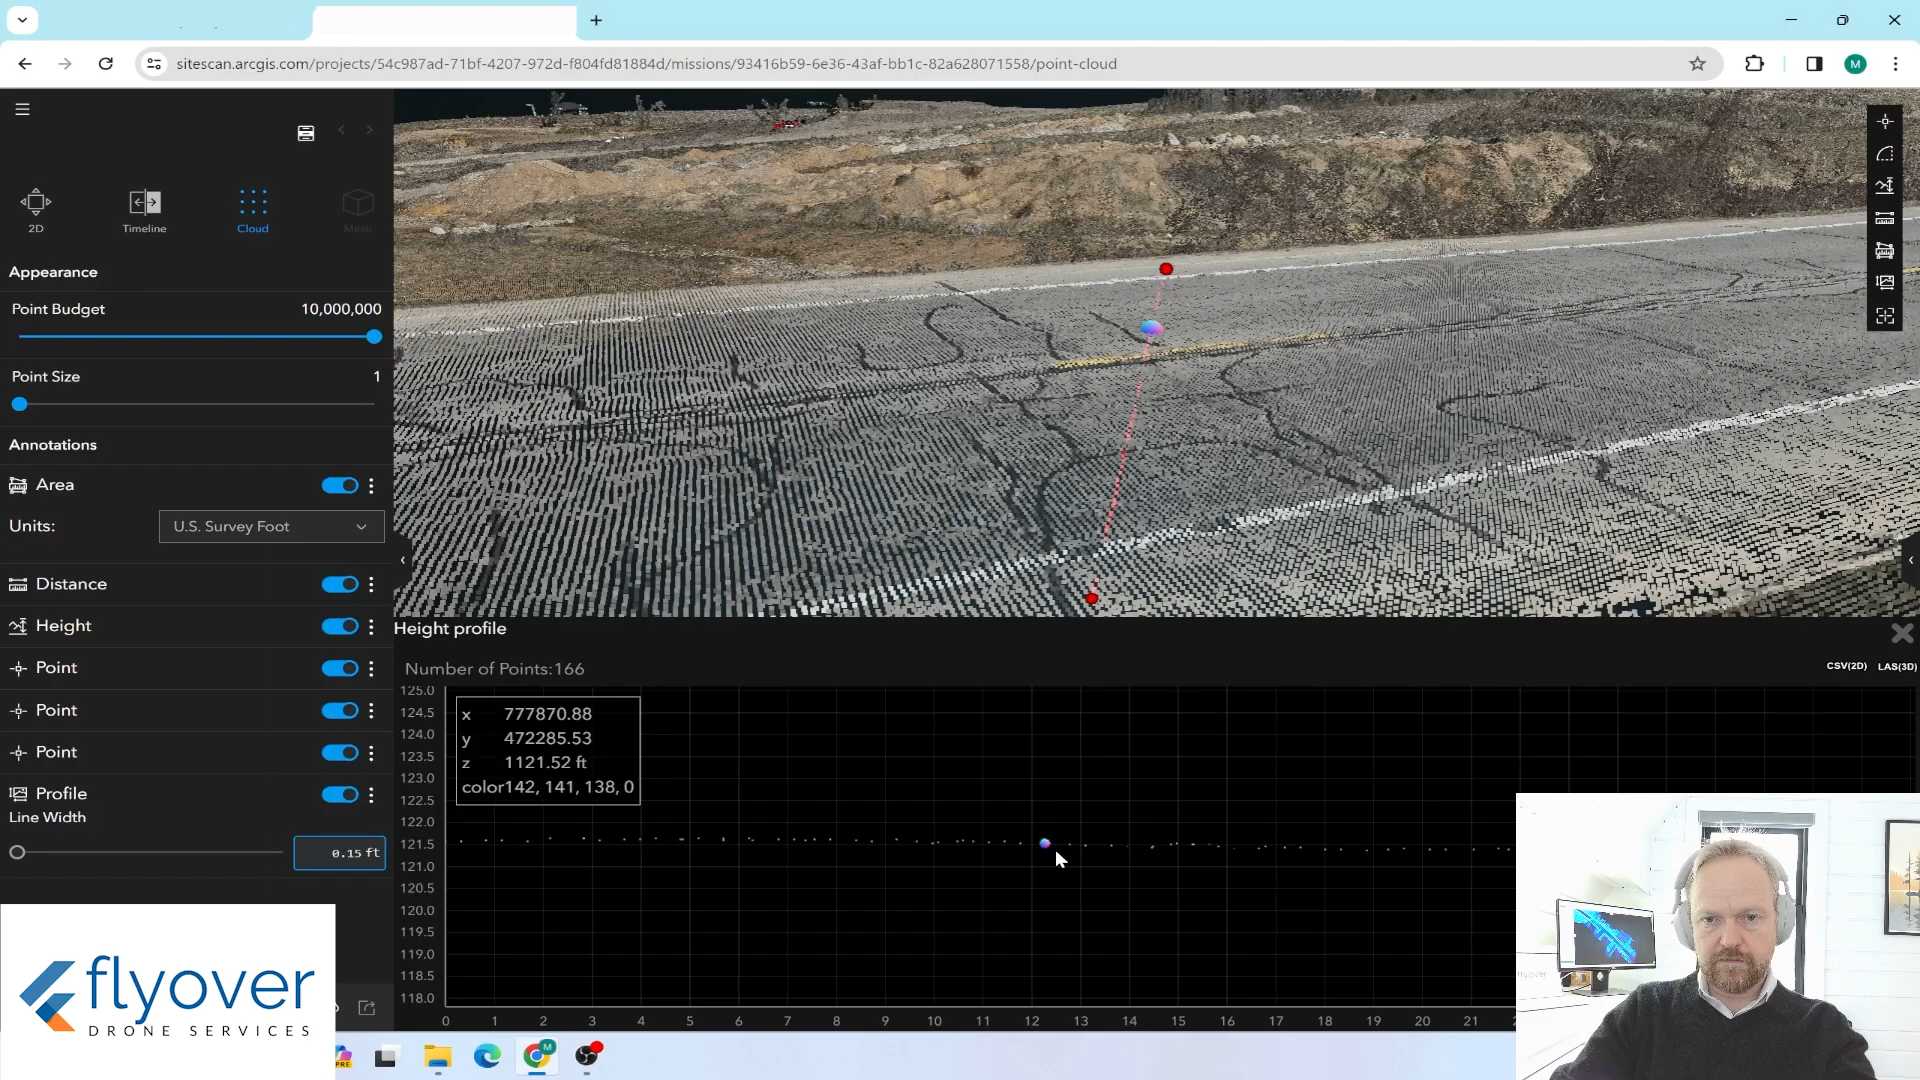 sitescan.arcgis.com/projects/54c987ad-71bf-4207-972d-f804fd81884d/missions/93416b59-6e36-43af-bb1c-82a628071558/point-cloud
M
2D
Timeline
Cloud
Mesh
Appearance
Point Budget 10,000,000
Point Size 1
Annotations
Area
Units: U.S. Survey Foot
Distance
Height
Point
Point
Point
Profile
Line Width
0.15 ft
Height profile
Number of Points:166
CSV(2D) LAS(3D)
125.0
124.5
124.0
123.5
123.0
122.5
122.0
121.5
121.0
120.5
120.0
119.5
119.0
118.5
118.0
x 777870.88
y 472285.53
z 1121.52 ft
color142, 141, 138, 0
0 1 2 3 4 5 6 7 8 9 10 11 12 13 14 15 16 17 18 19 20 21
flyover
DRONE SERVICES
PRE
M